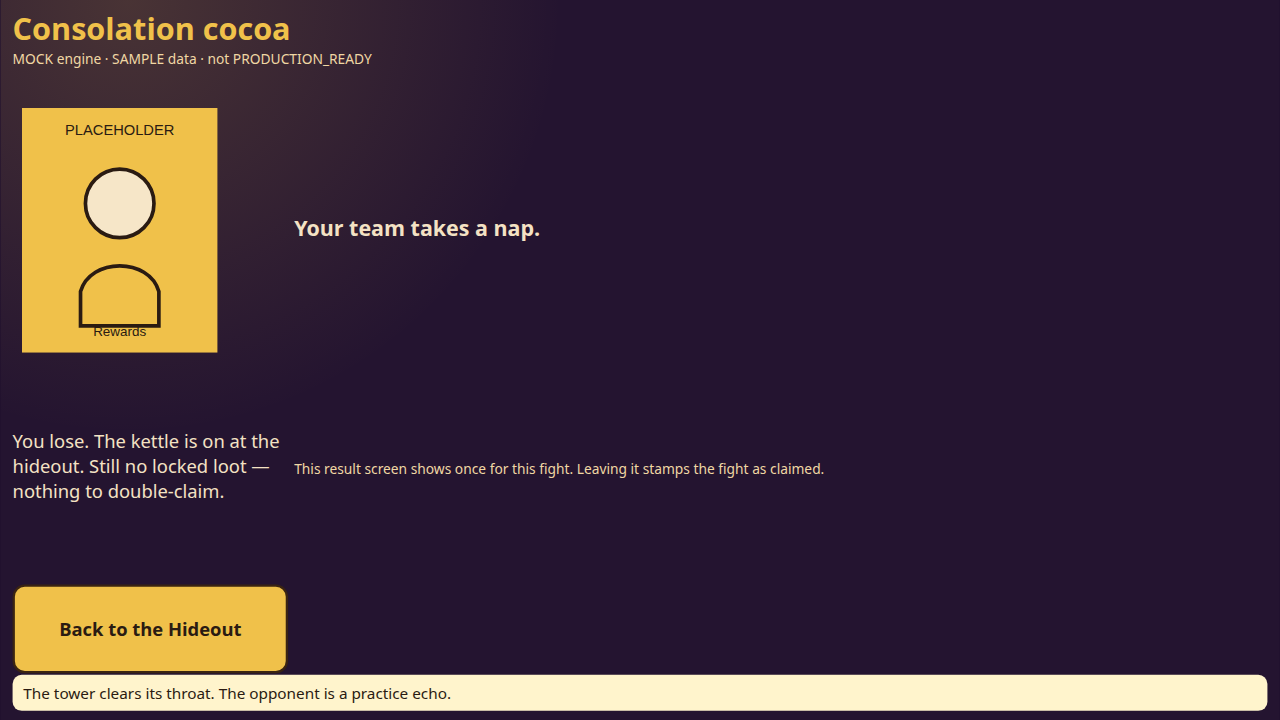 Consolation cocoa
MOCK engine · SAMPLE data · not PRODUCTION_READY
PLACEHOLDER
Rewards
Your team takes a nap.
You lose. The kettle is on at the
hideout. Still no locked loot —
nothing to double-claim.
This result screen shows once for this fight. Leaving it stamps the fight as claimed.
Back to the Hideout
The tower clears its throat. The opponent is a practice echo.